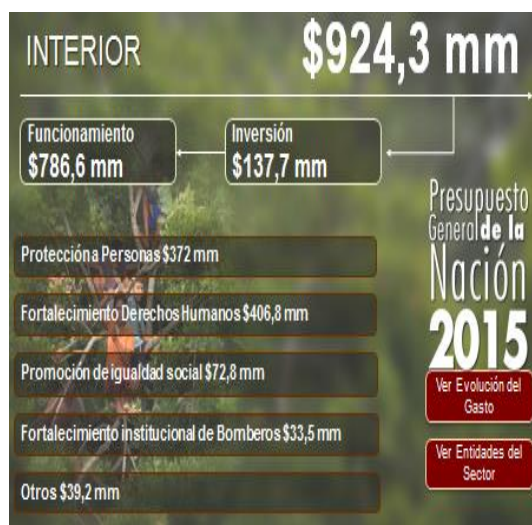 INTERIOR
$924,3 mm
Funcionamiento
$786,6 mm
Inversión
$137,7 mm
Presupuesto
General de la
Nación
2015
Proteccióna Personas $372 mm
Fortalecimiento Derechos Humanos $406,8 mm
Promoción de igualdad social $72,8 mm
Fortalecimiento institucional de Bomberos $33,5 mm
Otros $39,2 mm
Ver Evolución del
Gasto
Ver Entidades del
Sector